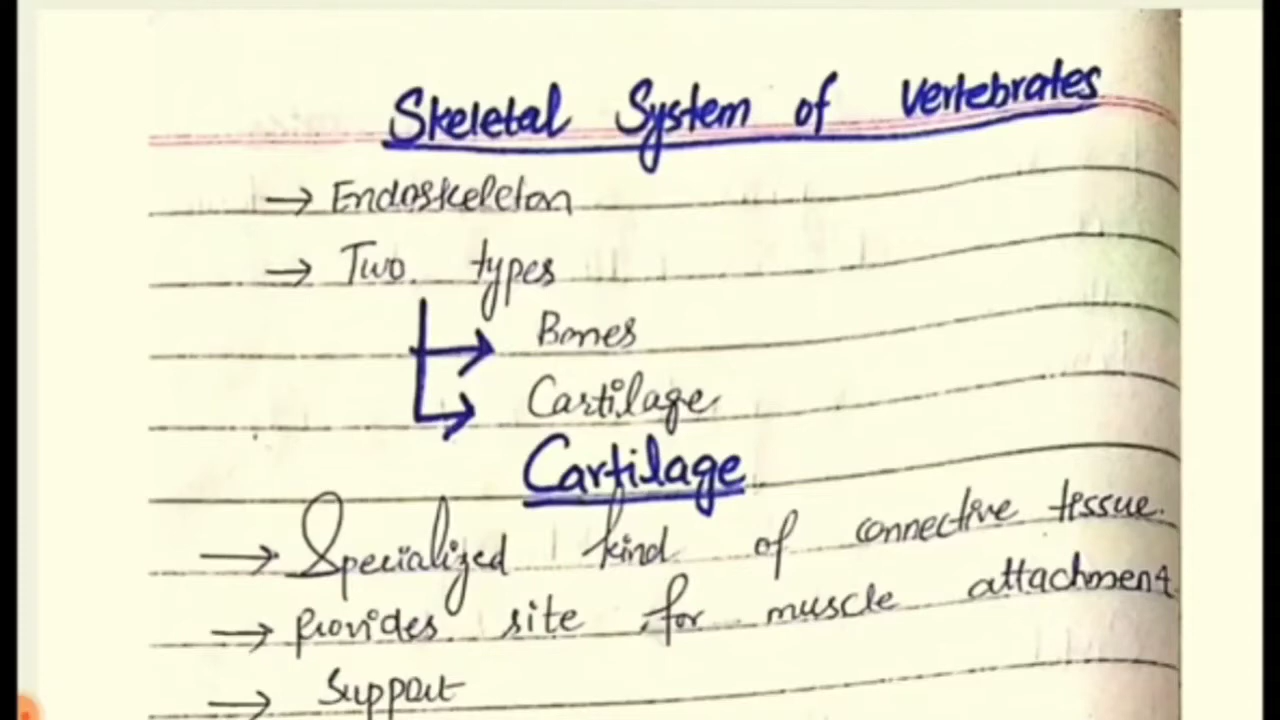 Skeletal System of Vertebrates
→ Endoskeleton
→ Two types
Bones
Cartilage
Cartilage
→ Specialized kind of connective tissue.
→ Provides site for muscle attachment
→ Support